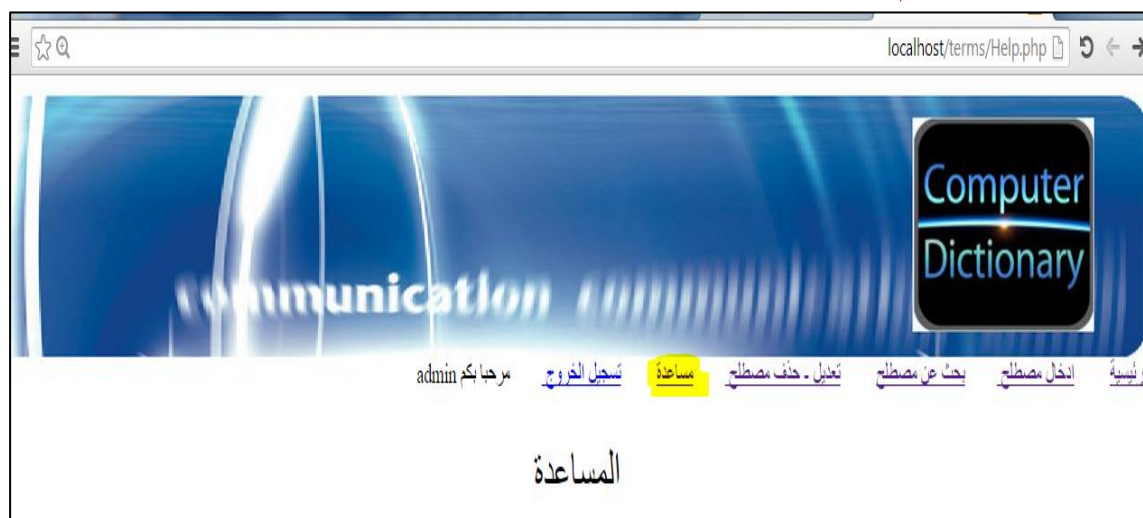 localhost/terms/Help.php
Computer
Dictionary
communication
ادخال مصطلح بحث عن مصطلح تعديل - حذف مصطلح مساعدة تسجيل الخروج مرحبا بكم admin
المساعدة